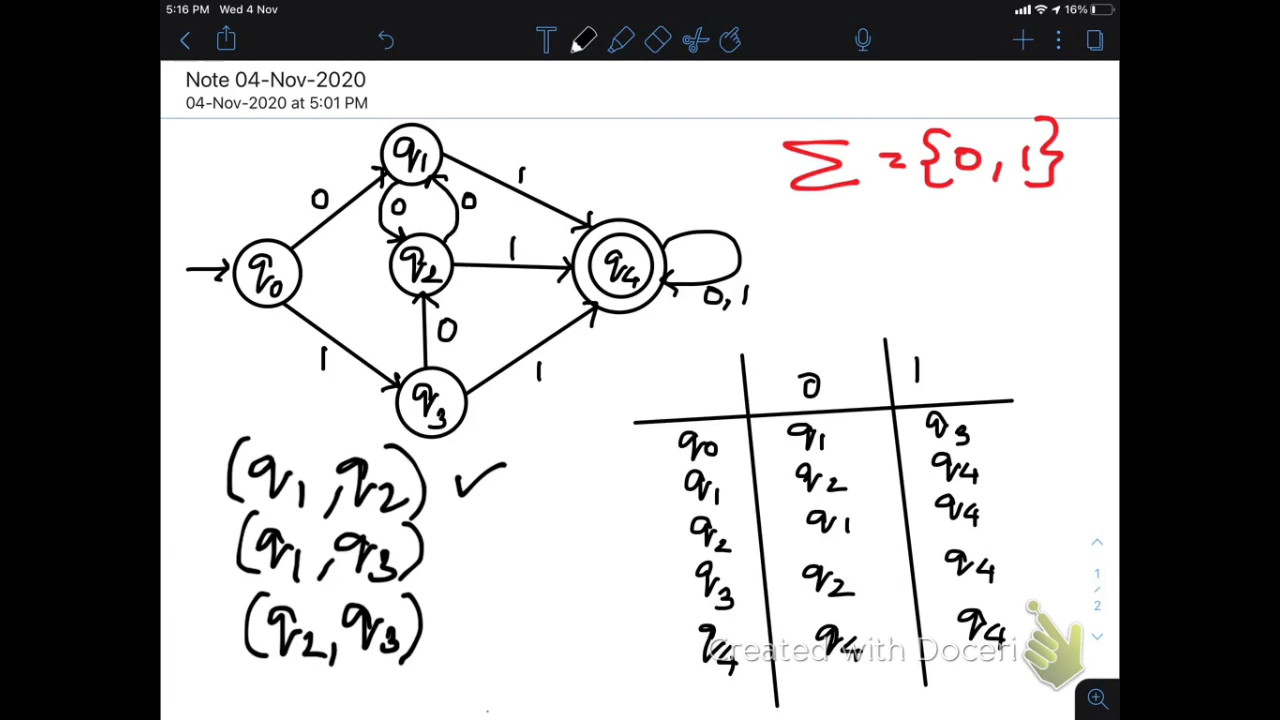 5:16 PM Wed 4 Nov
16%
T
Note 04-Nov-2020
04-Nov-2020 at 5:01 PM
Σ = {0, 1}
q1
1
0
0
0
q0
q2
1
q4
0, 1
0
1
1
q3
0 1
q0 q1 q3
q1 q2 q4
q2 q1 q4
q3 q2 q4
q4 q4 q4
(q1, q2) ✓
(q1, q3)
(q2, q3)
1
/
2
Created with Doceri